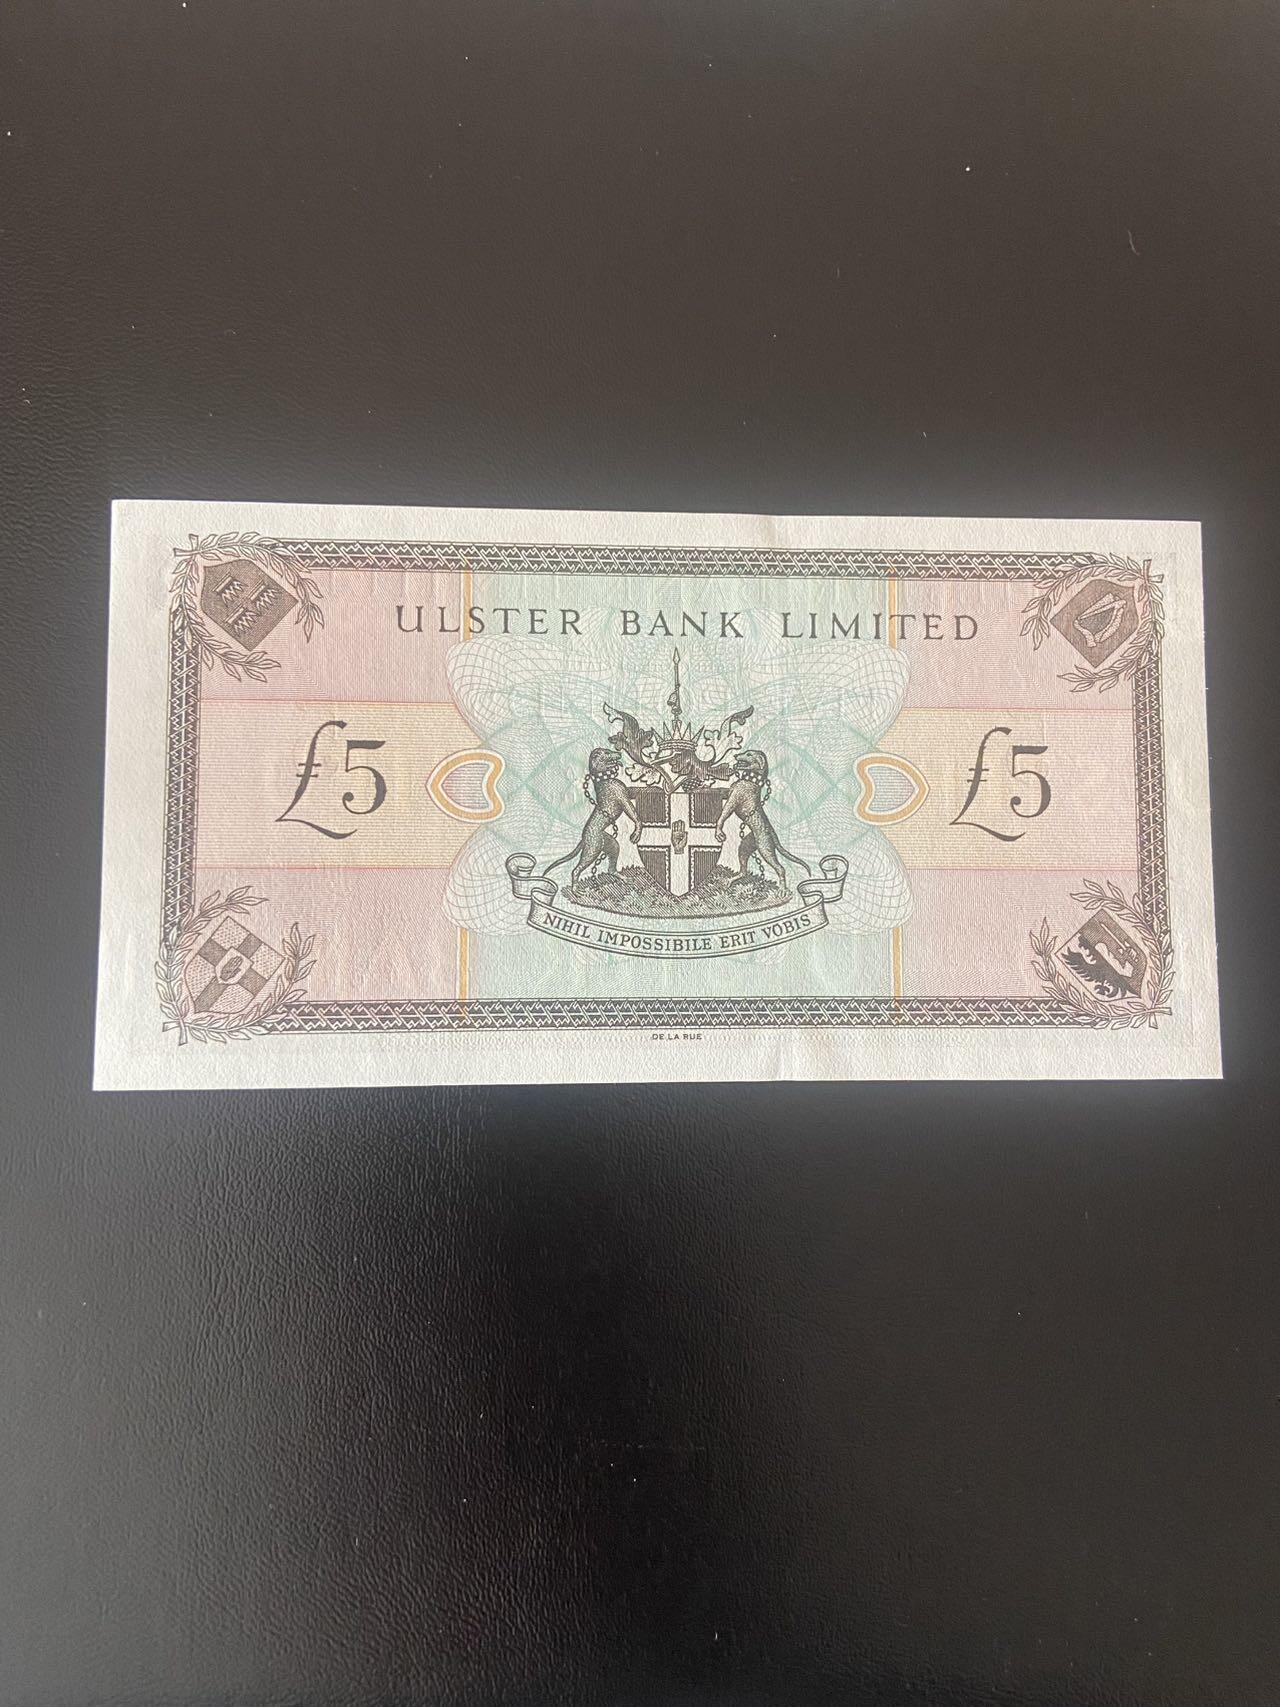 ULSTER BANK LIMITED
£5 £5
NIHIL IMPOSSIBILE ERIT VOBIS
DE LA RUE